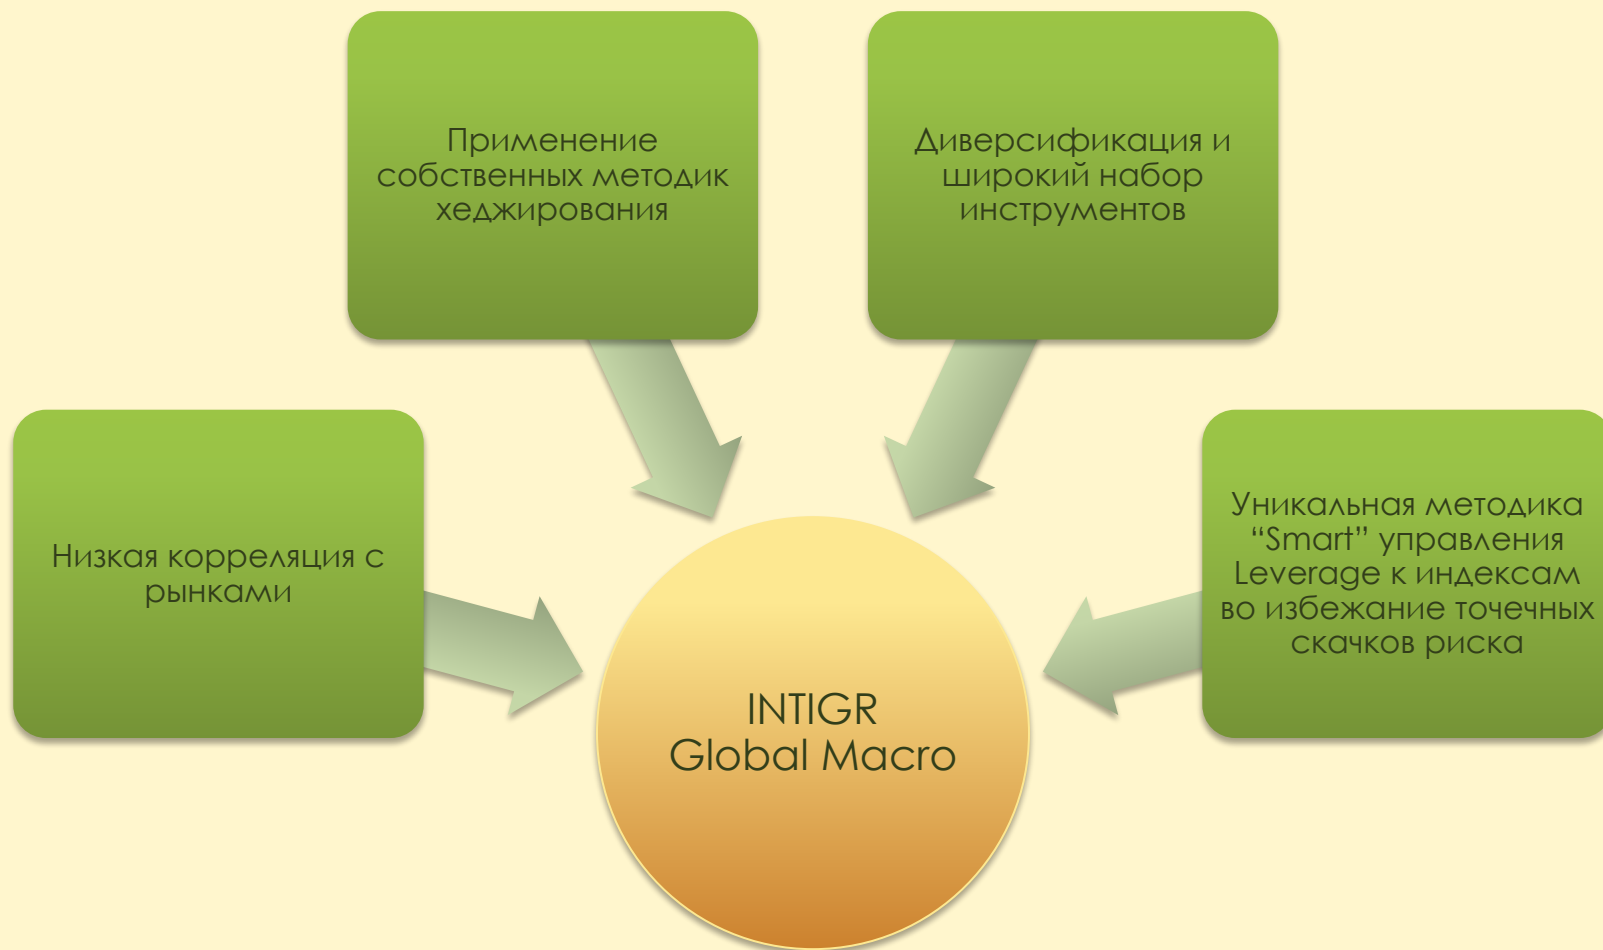 Применение
собственных методик
хеджирования
Диверсификация и
широкий набор
инструментов
Низкая корреляция с
рынками
Уникальная методика
“Smart” управления
Leverage к индексам
во избежание точечных
скачков риска
INTIGR
Global Macro